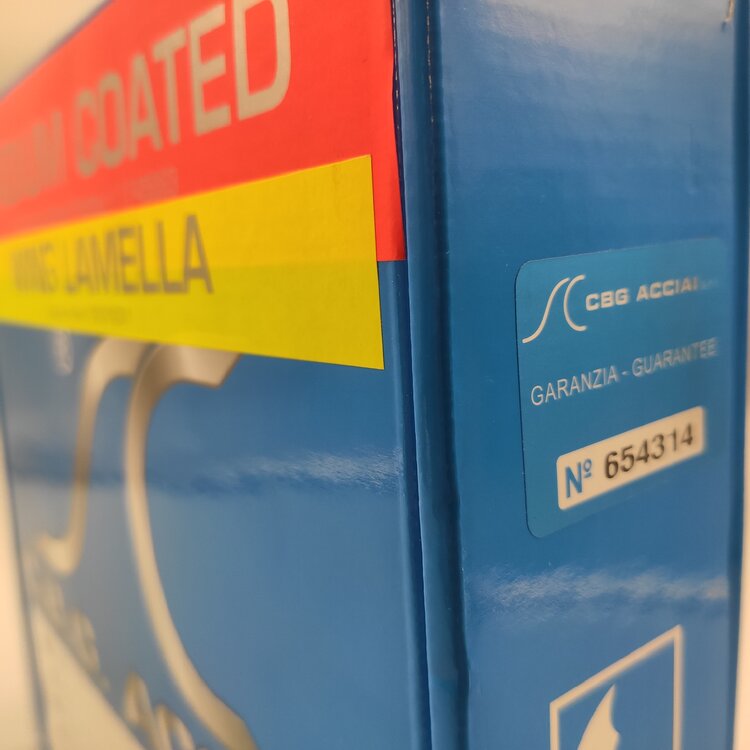 COATED
WING LAMELLA
CBG ACCIAI
GARANZIA - GUARANTEE
Nº 654314